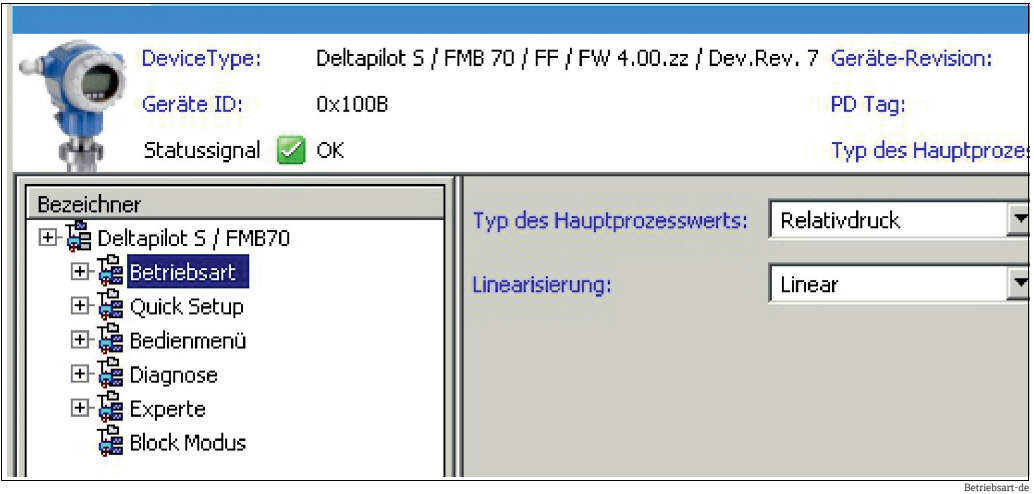 DeviceType: Deltapilot S / FMB 70 / FF / FW 4.00.zz / Dev.Rev. 7 Geräte-Revision:
Geräte ID: 0x100B PD Tag:
Statussignal OK Typ des Hauptproze
Bezeichner
Deltapilot S / FMB70
Betriebsart
Quick Setup
Bedienmenü
Diagnose
Experte
Block Modus
Typ des Hauptprozesswerts: Relativdruck
Linearisierung: Linear
Betriebsart-de